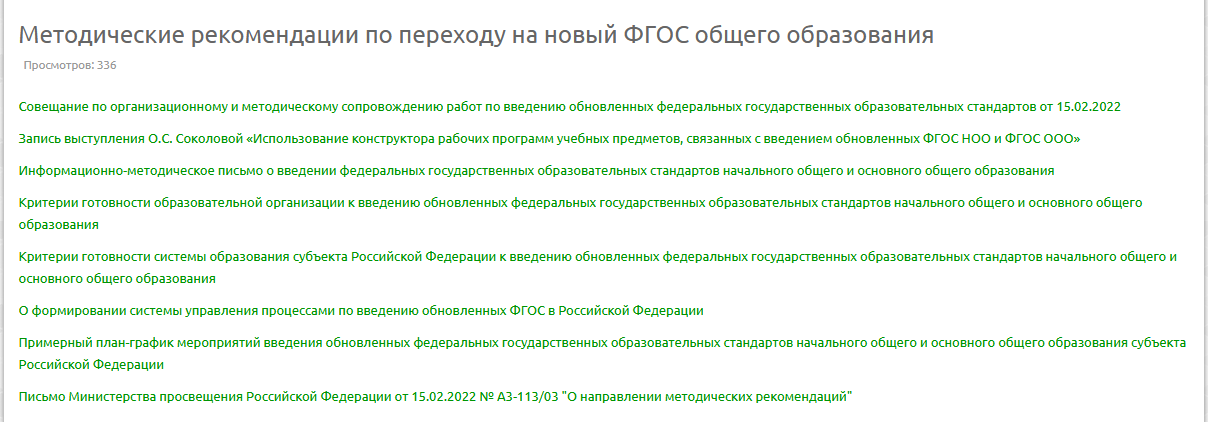 Методические рекомендации по переходу на новый ФГОС общего образования
Просмотров: 336
Совещание по организационному и методическому сопровождению работ по введению обновленных федеральных государственных образовательных стандартов от 15.02.2022
Запись выступления О.С. Соколовой «Использование конструктора рабочих программ учебных предметов, связанных с введением обновленных ФГОС НОО и ФГОС ООО»
Информационно-методическое письмо о введении федеральных государственных образовательных стандартов начального общего и основного общего образования
Критерии готовности образовательной организации к введению обновленных федеральных государственных образовательных стандартов начального общего и основного общего
образования
Критерии готовности системы образования субъекта Российской Федерации к введению обновленных федеральных государственных образовательных стандартов начального общего и
основного общего образования
О формировании системы управления процессами по введению обновленных ФГОС в Российской Федерации
Примерный план-график мероприятий введения обновленных федеральных государственных образовательных стандартов начального общего и основного общего образования субъекта
Российской Федерации
Письмо Министерства просвещения Российской Федерации от 15.02.2022 № АЗ-113/03 "О направлении методических рекомендаций"